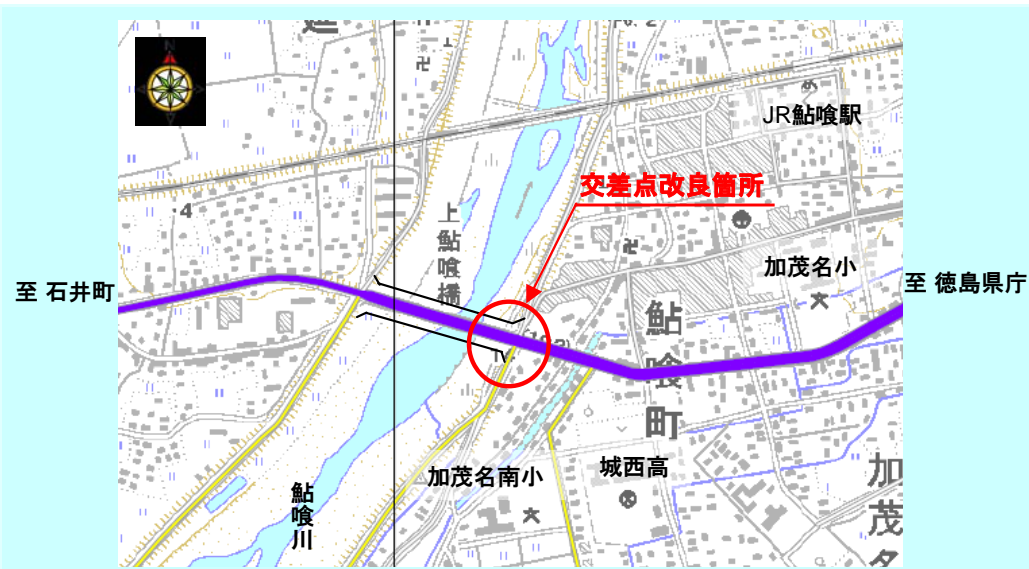 N
JR鮎喰駅
交差点改良箇所
上鮎喰橋
4
加茂名小
至 石井町
至 徳島県庁
鮎喰町
加茂名南小
城西高
鮎喰川
加茂名